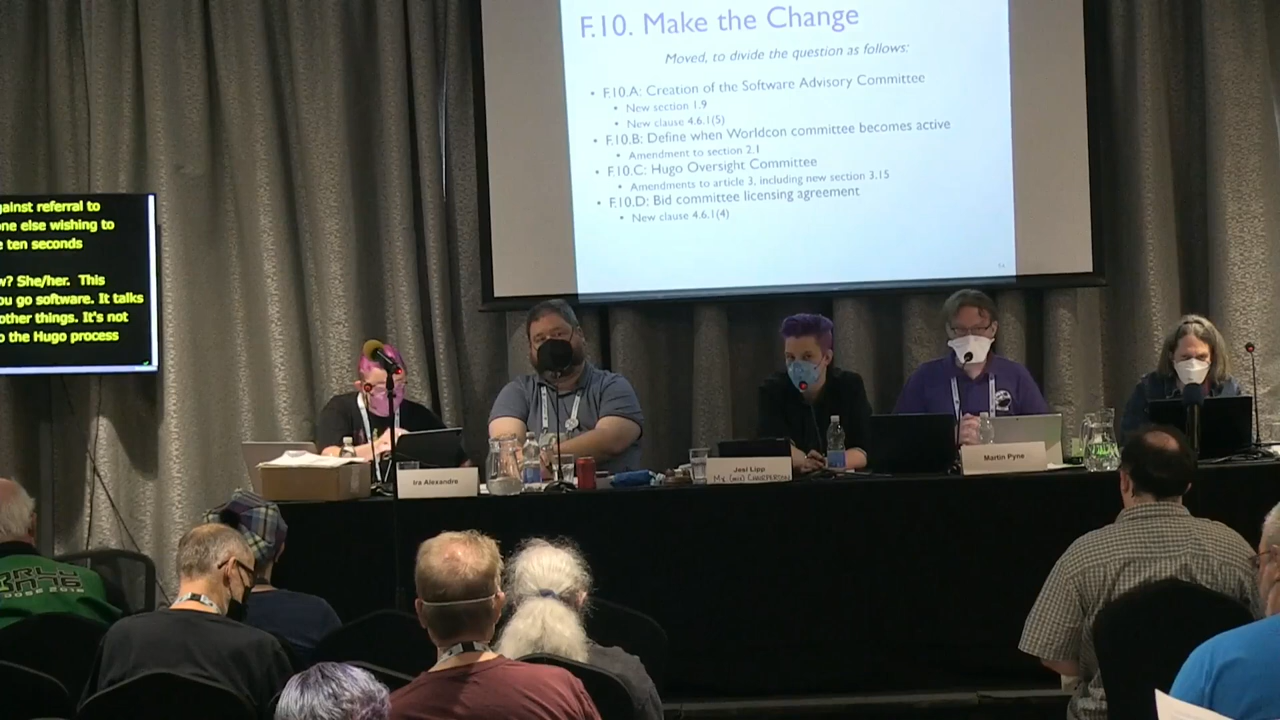 F.10. Make the Change
Moved, to divide the question as follows:
• F.10.A: Creation of the Software Advisory Committee
• New section 1.9
• New clause 4.6.1(5)
• F.10.B: Define when Worldcon committee becomes active
• Amendment to section 2.1
• F.10.C: Hugo Oversight Committee
• Amendments to article 3, including new section 3.15
• F.10.D: Bid committee licensing agreement
• New clause 4.6.1(4)
gainst referral to
one else wishing to
e ten seconds
w? She/her. This
ou go software. It talks
other things. It's not
o the Hugo process
Ira Alexandre
Jesi Lipp
CHAIRPERSON
Martin Pyne